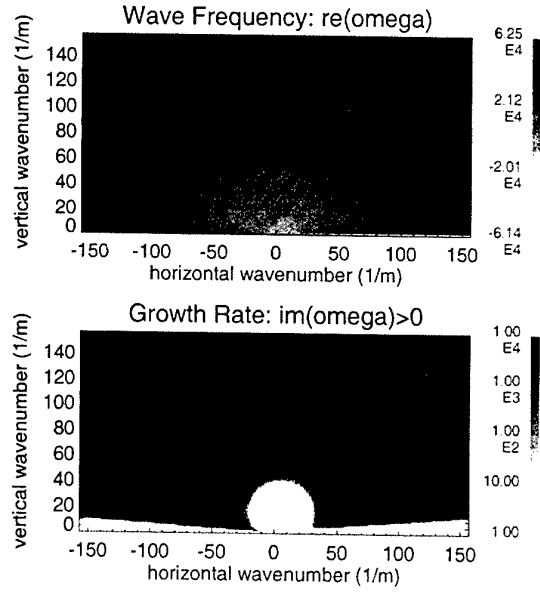 Wave Frequency: re(omega)
vertical wavenumber (1/m)
140
120
100
80
60
40
20
0
-150 -100 -50 0 50 100 150
horizontal wavenumber (1/m)
6.25
E4
2.12
E4
-2.01
E4
-6.14
E4
Growth Rate: im(omega)>0
vertical wavenumber (1/m)
140
120
100
80
60
40
20
0
-150 -100 -50 0 50 100 150
horizontal wavenumber (1/m)
1.00
E4
1.00
E3
1.00
E2
10.00
1.00